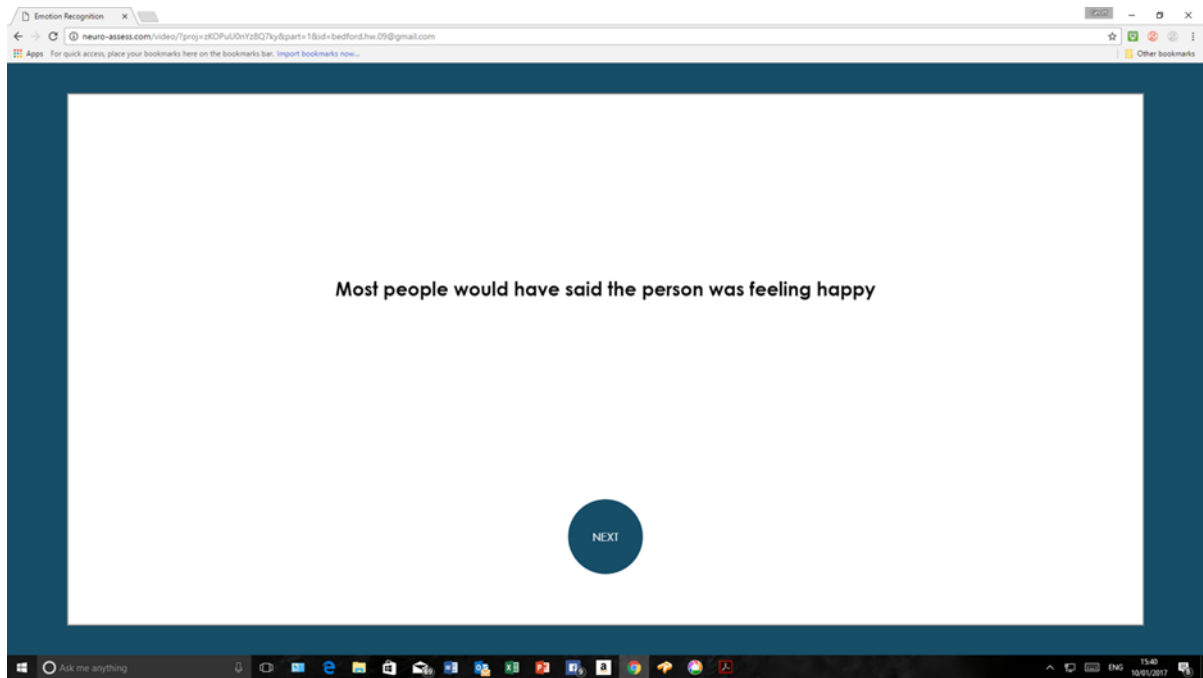 Emotion Recognition
neuro-assess.com/video/?proj=zKOPuU0nYzBQ7ky&part=1&id=bedford.hw.09@gmail.com
Apps For quick access, place your bookmarks here on the bookmarks bar. Import bookmarks now... Other bookmarks
Most people would have said the person was feeling happy
NEXT
Ask me anything
ENG
15:40
10/01/2017